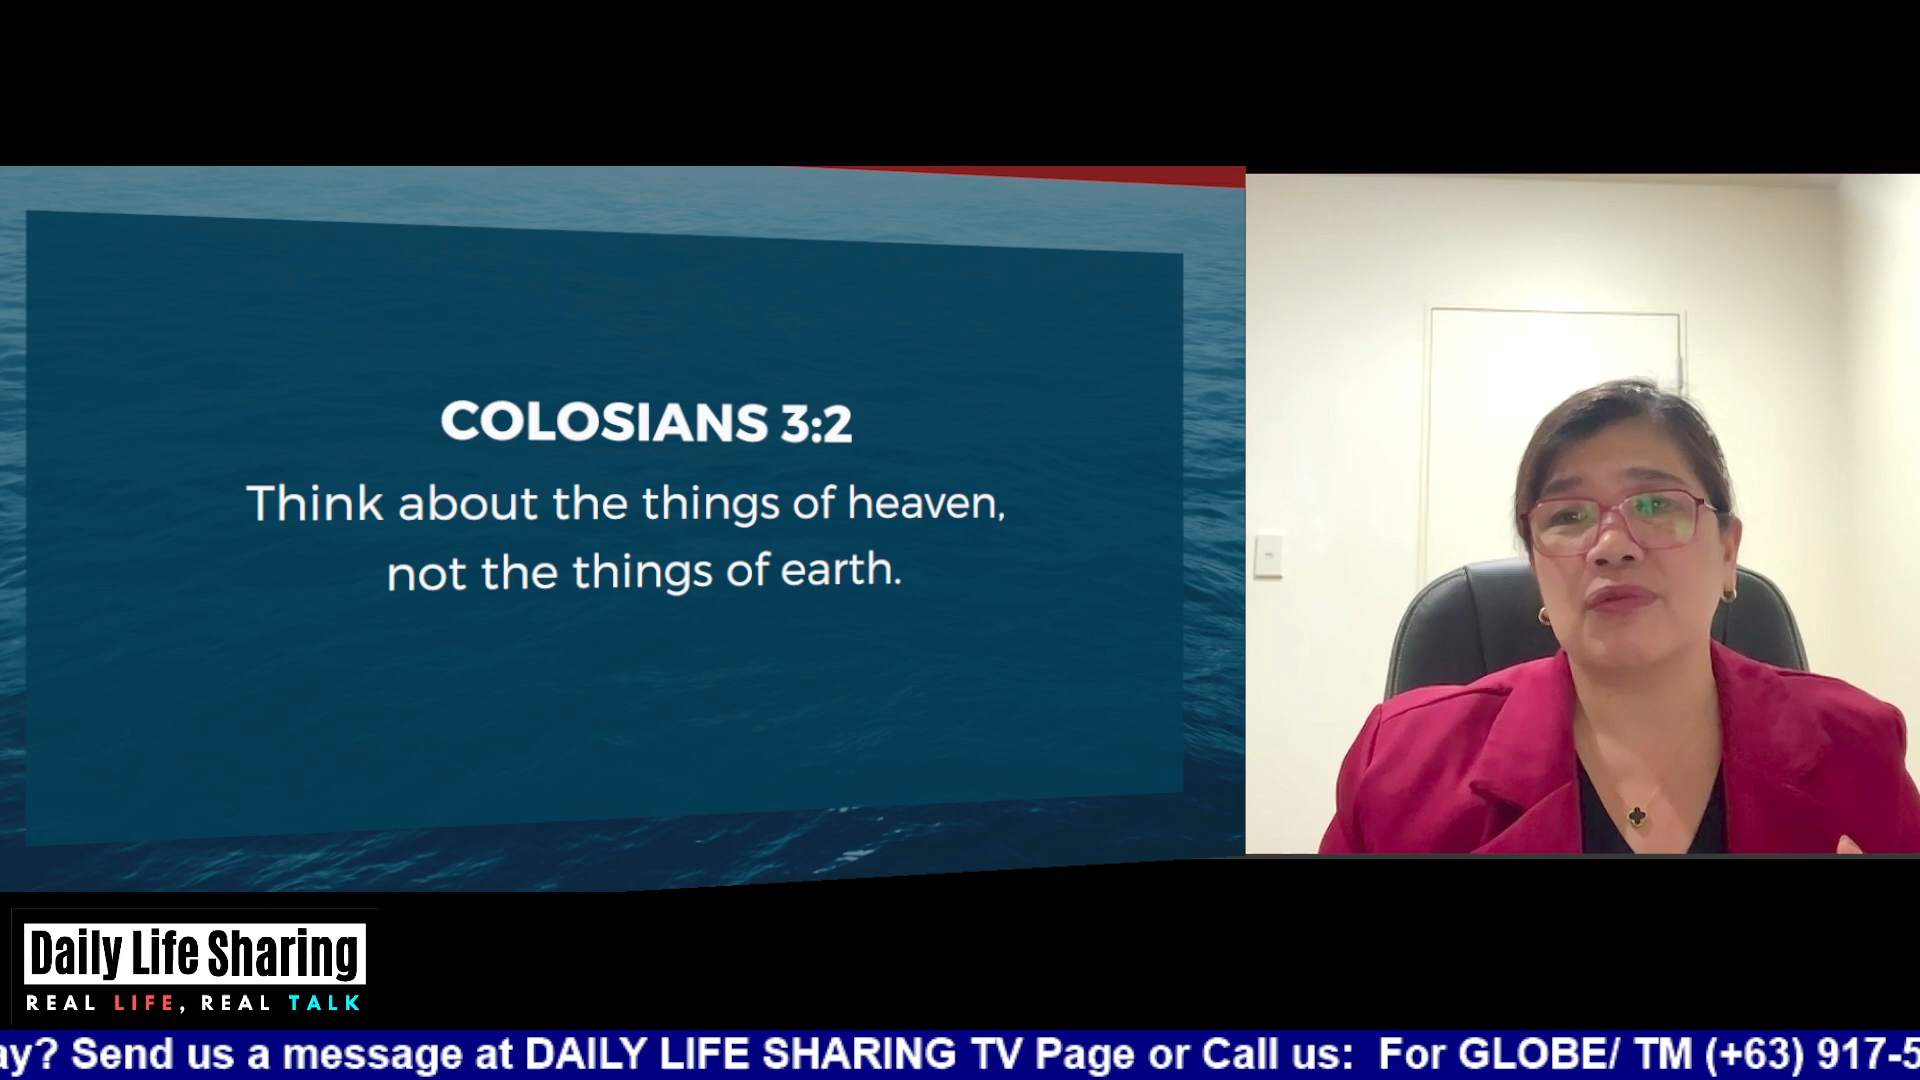 COLOSIANS 3:2
Think about the things of heaven,
not the things of earth.
Daily Life Sharing
REAL LIFE, REAL TALK
? Send us a message at DAILY LIFE SHARING TV Page or Call us: For GLOBE/ TM (+63) 917-5